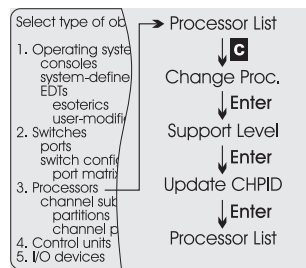 Select type of ob
1. Operating syste
consoles
system-define
EDTs
esoterics
user-modifi
2. Switches
ports
switch config
port matrix
3. Processors
channel sub
partitions
channel p
4. Control units
5. I/O devices
Processor List
C
Change Proc.
Enter
Support Level
Enter
Update CHPID
Enter
Processor List